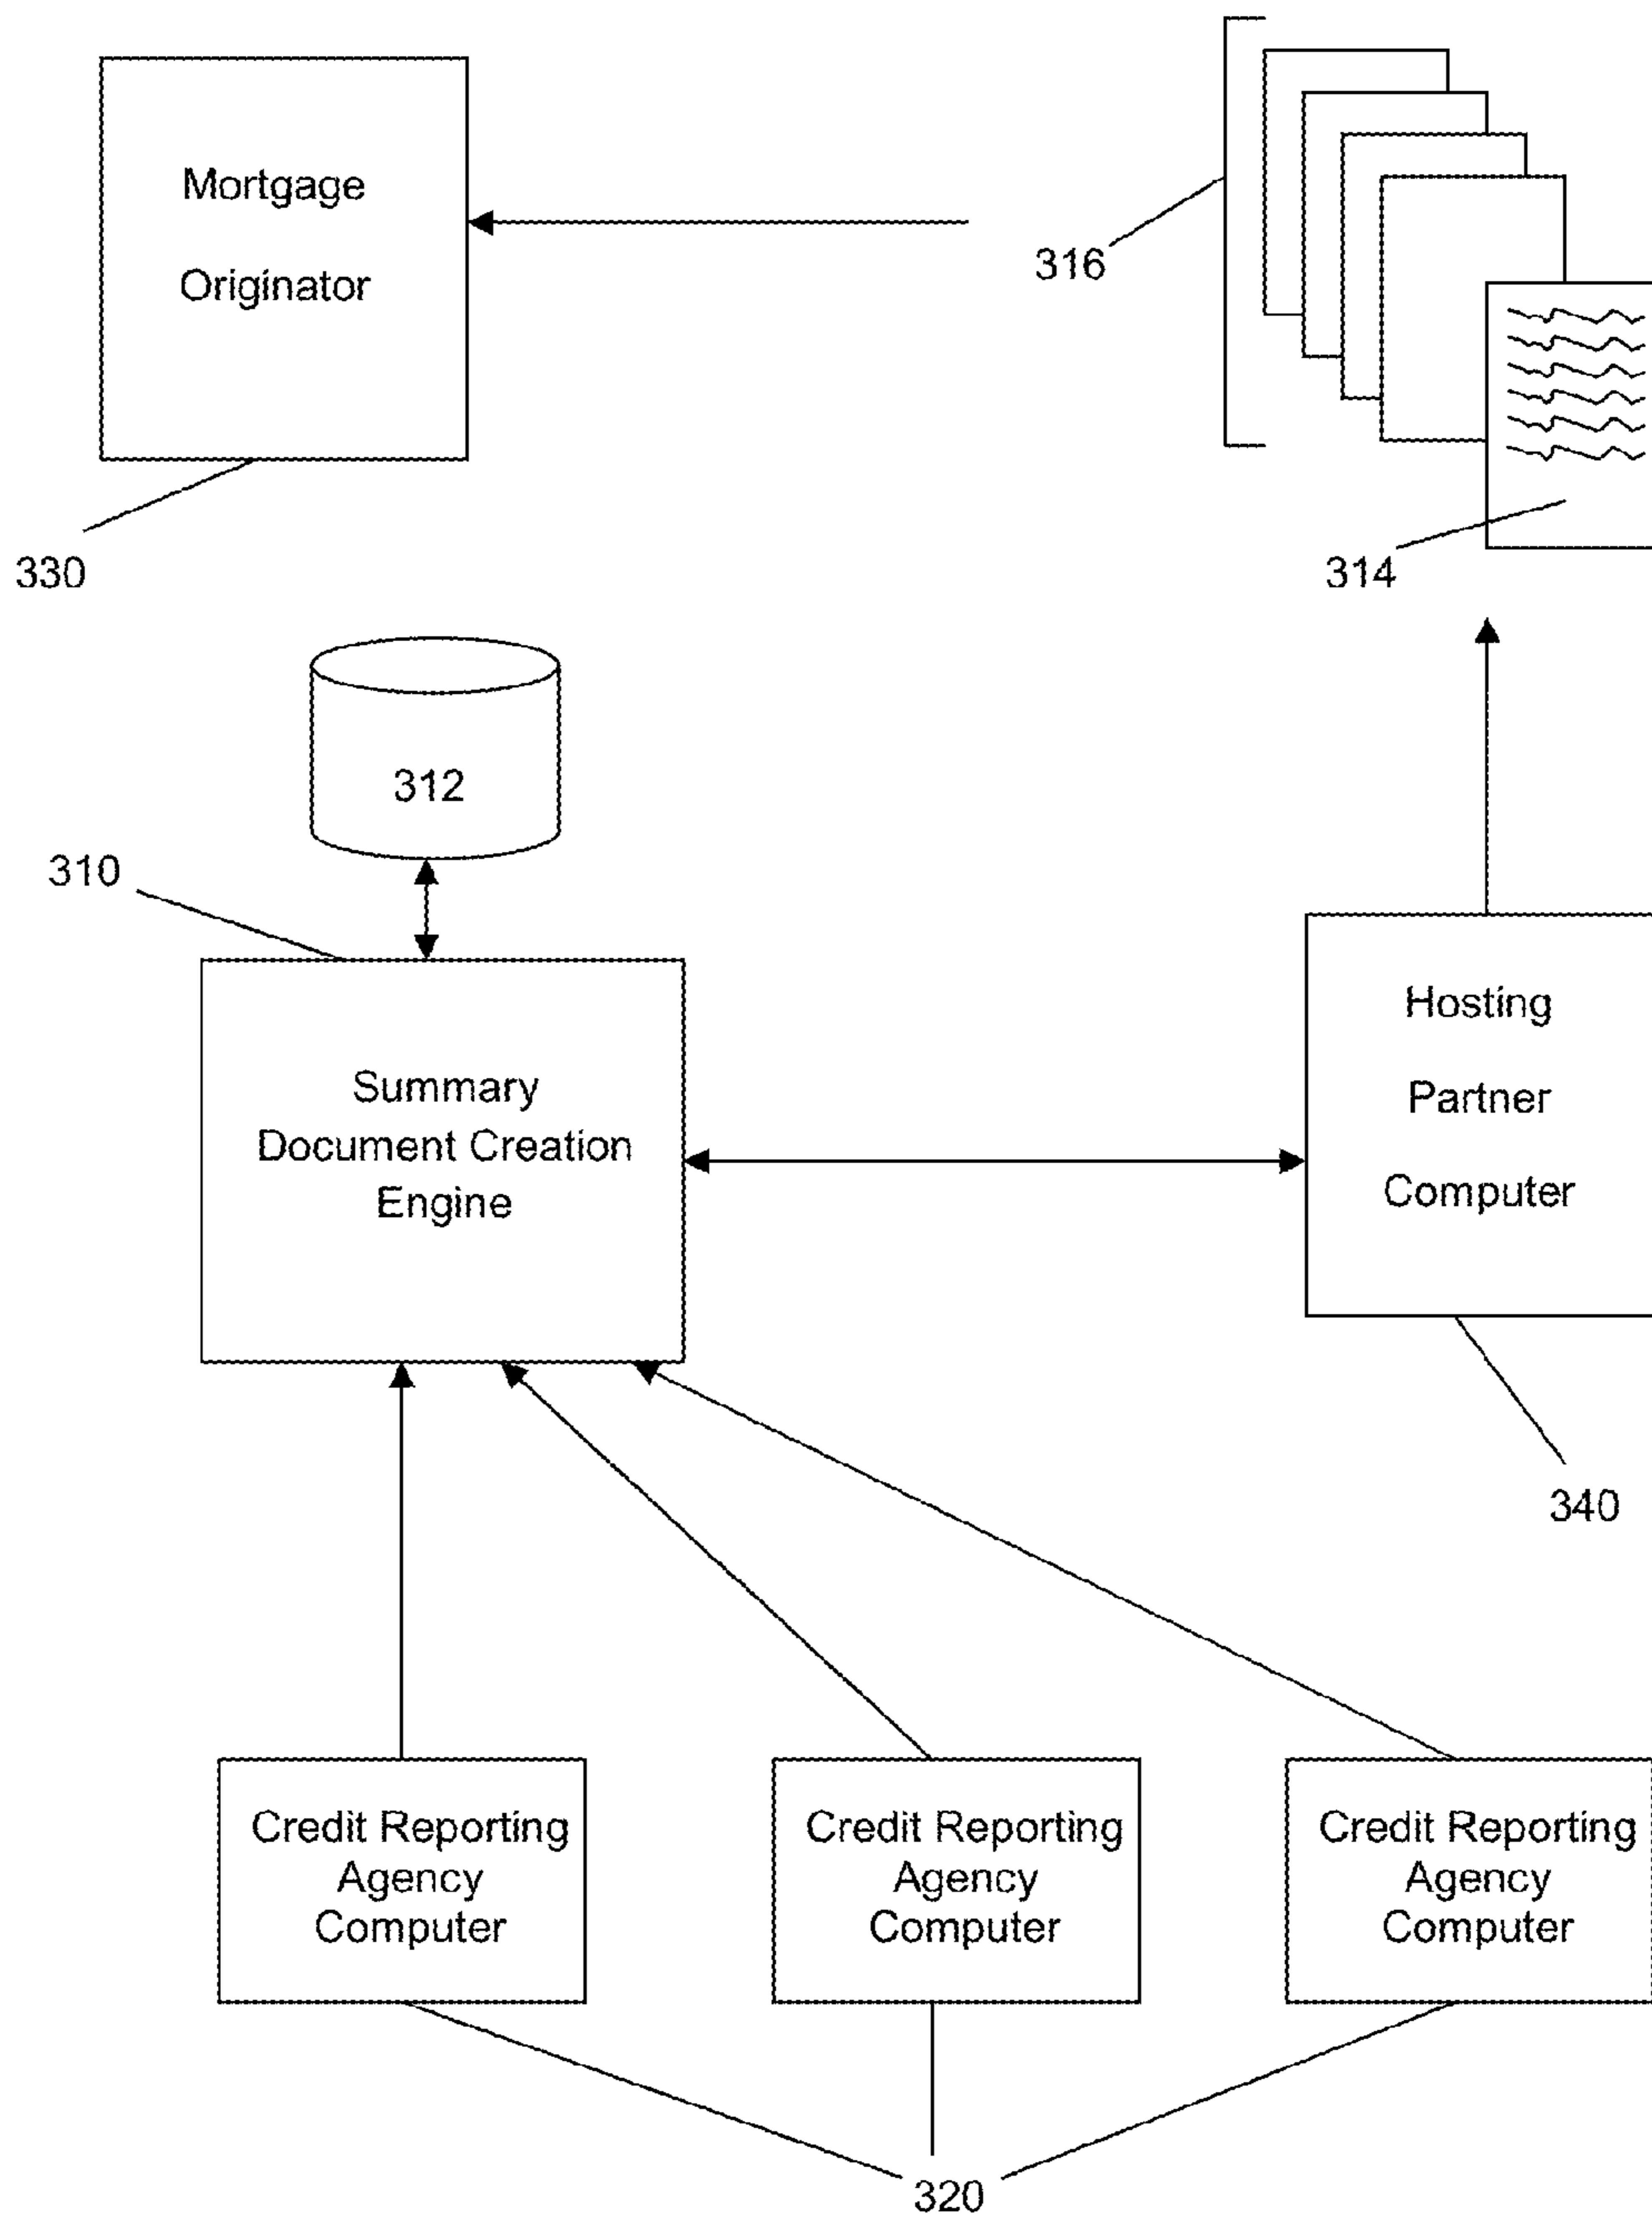 Mortgage
Originator
316
314
330
312
310
Summary
Document Creation
Engine
Hosting
Partner
Computer
340
Credit Reporting
Agency
Computer
Credit Reporting
Agency
Computer
Credit Reporting
Agency
Computer
320